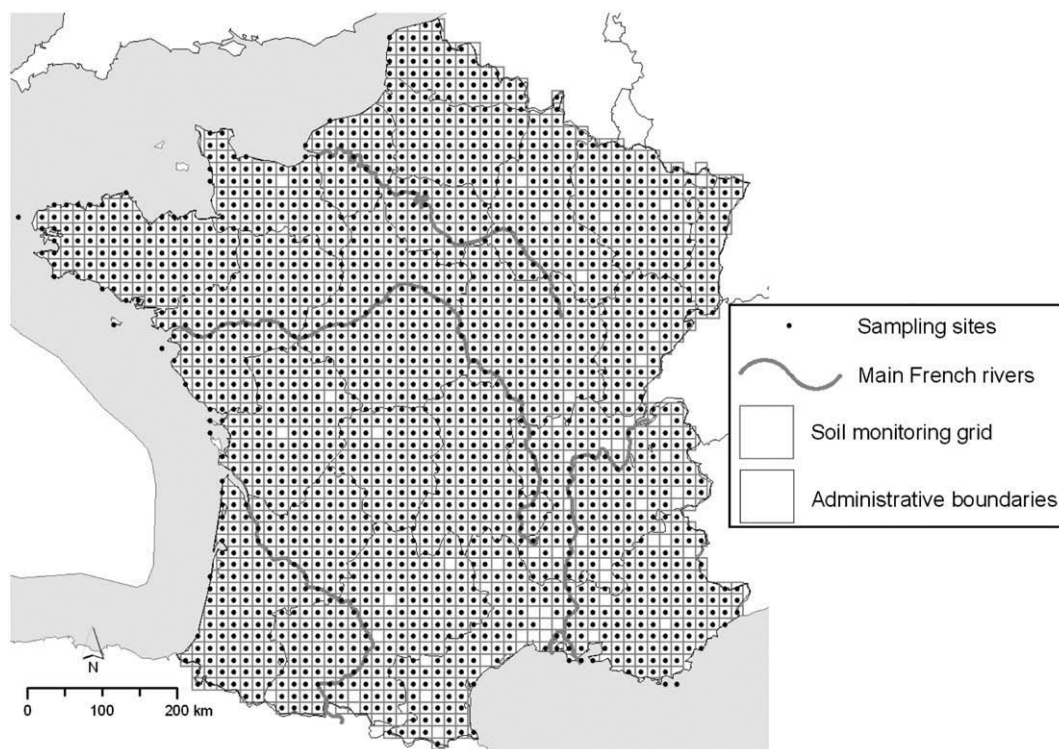 Sampling sites
Main French rivers
Soil monitoring grid
Administrative boundaries
N
0 100 200 km